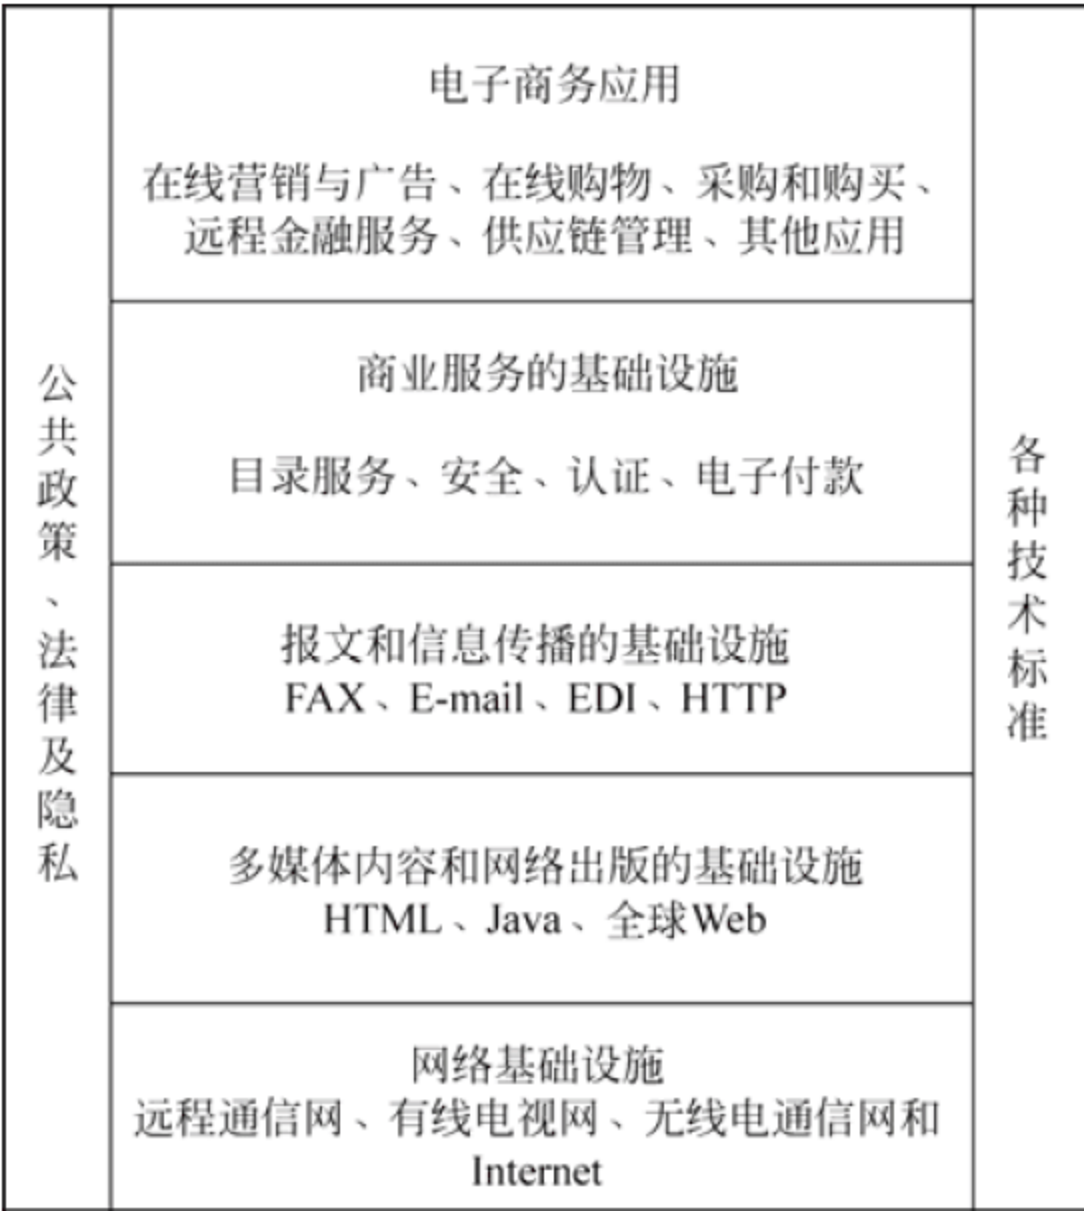 电子商务应用
在线营销与广告、在线购物、采购和购买、
远程金融服务、供应链管理、其他应用
商业服务的基础设施
目录服务、安全、认证、电子付款
报文和信息传播的基础设施
FAX、E-mail、EDI、HTTP
多媒体内容和网络出版的基础设施
HTML、Java、全球Web
网络基础设施
远程通信网、有线电视网、无线电通信网和
Internet
公共政策、法律及隐私
各种技术标准